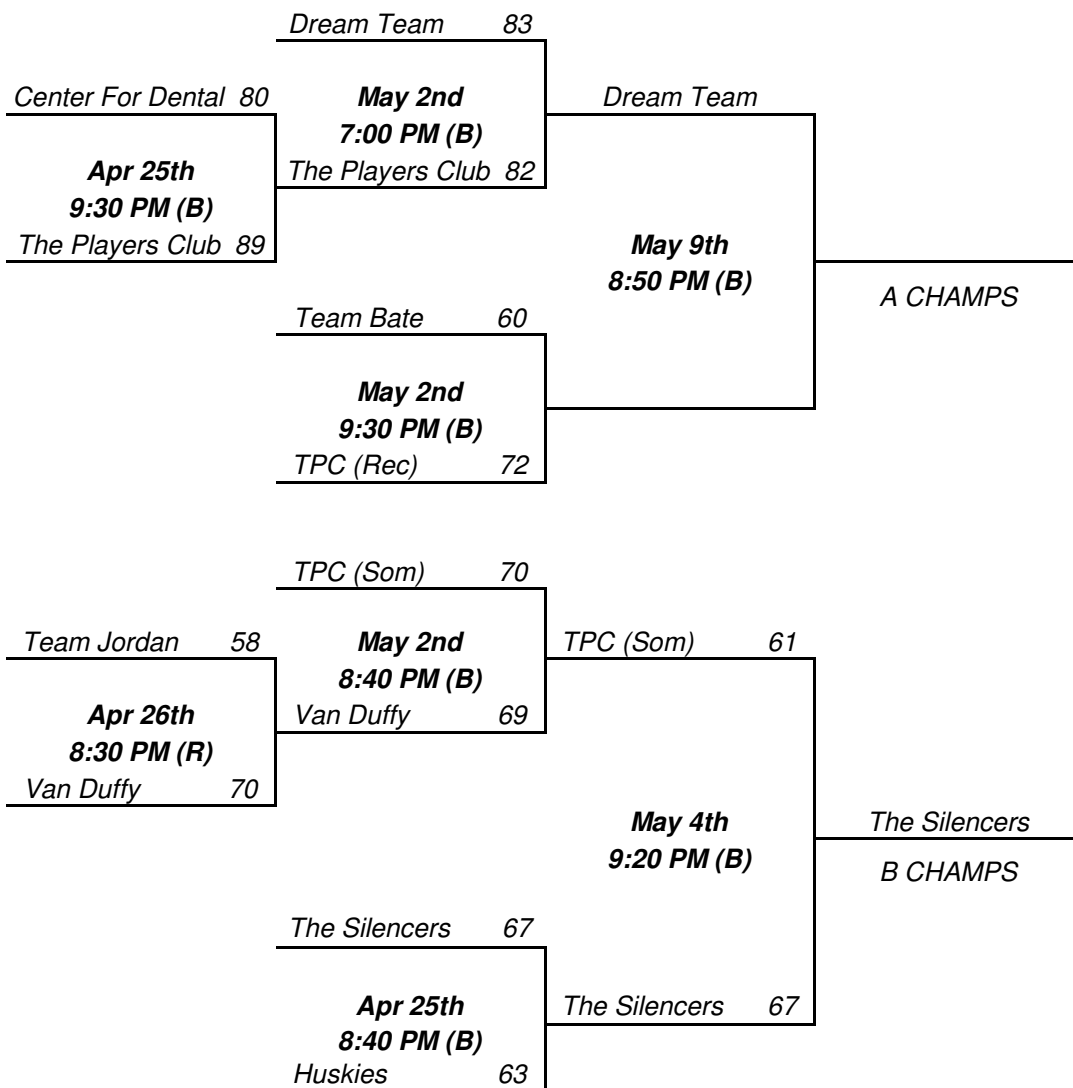 Dream Team 83
Center For Dental 80
May 2nd
7:00 PM (B)
Dream Team
Apr 25th
9:30 PM (B)
The Players Club 82
The Players Club 89
May 9th
8:50 PM (B)
A CHAMPS
Team Bate 60
May 2nd
9:30 PM (B)
TPC (Rec) 72
TPC (Som) 70
Team Jordan 58
May 2nd
8:40 PM (B)
TPC (Som) 61
Apr 26th
8:30 PM (R)
Van Duffy 69
Van Duffy 70
May 4th
9:20 PM (B)
The Silencers
B CHAMPS
The Silencers 67
Apr 25th
8:40 PM (B)
The Silencers 67
Huskies 63